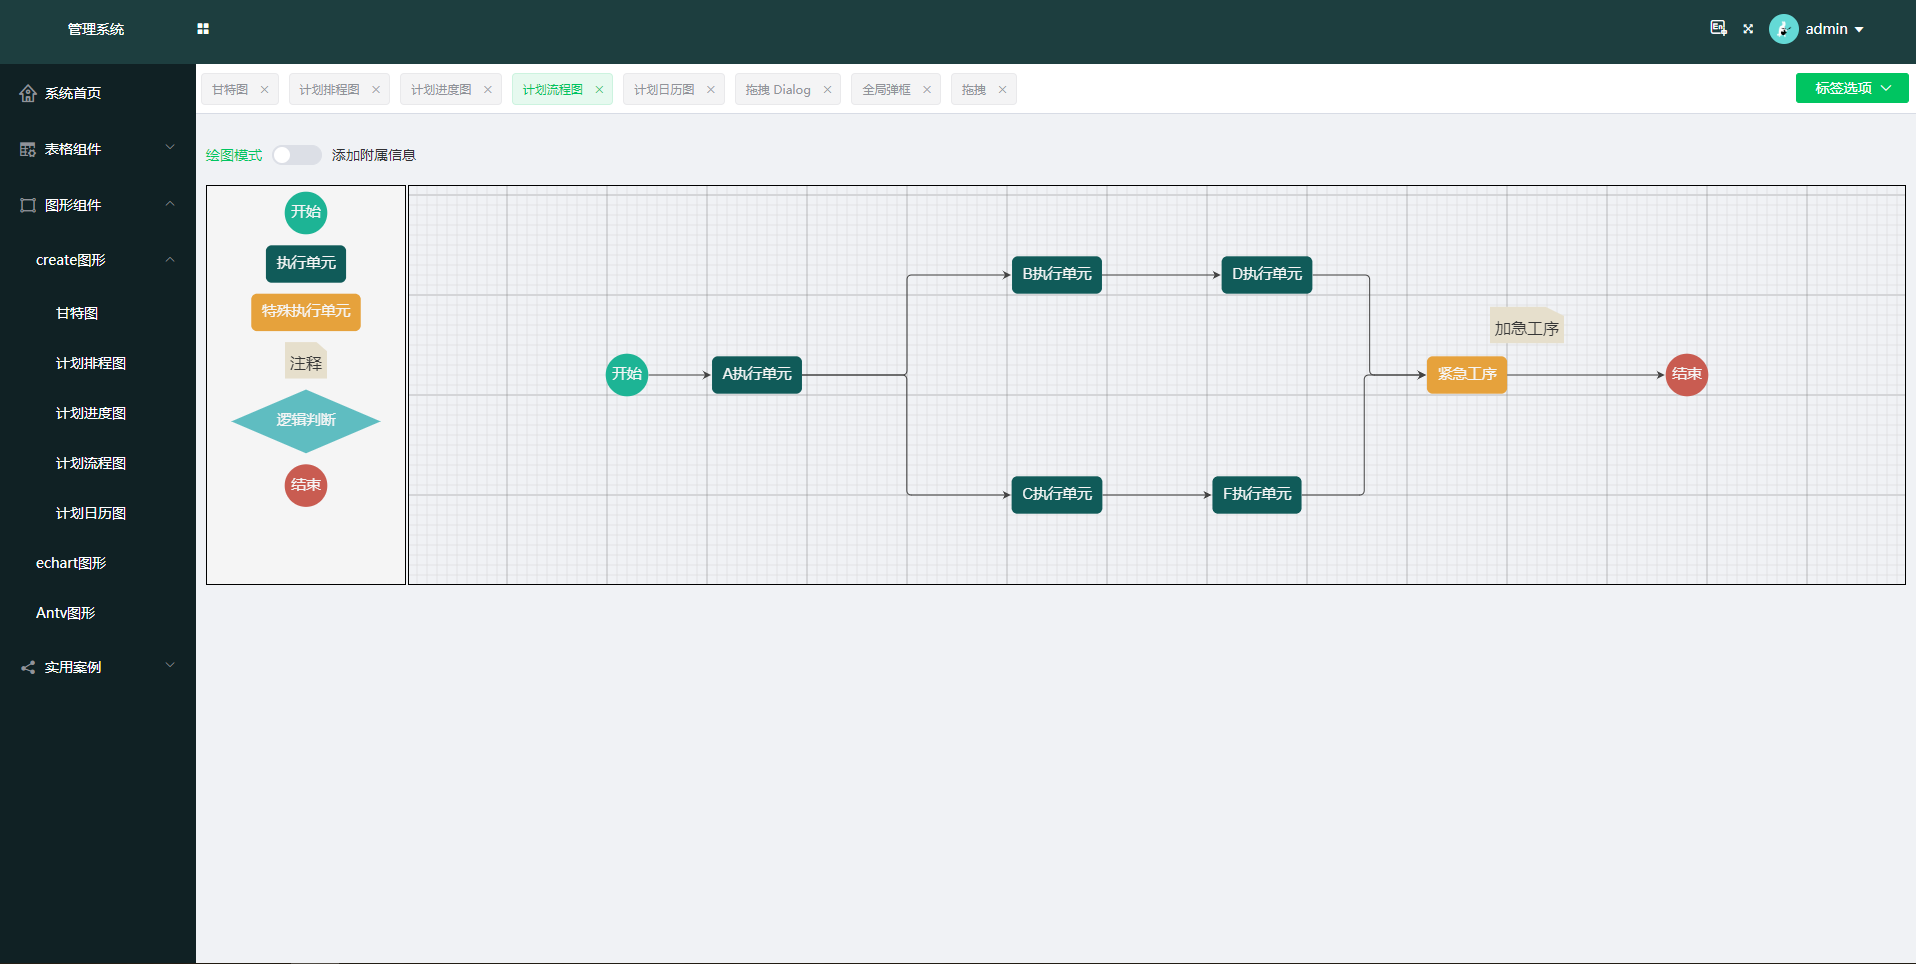 管理系统
En
admin
系统首页
表格组件
图形组件
create图形
甘特图
计划排程图
计划进度图
计划流程图
计划日历图
echart图形
Antv图形
实用案例
甘特图
计划排程图
计划进度图
计划流程图
计划日历图
拖拽 Dialog
全局弹框
拖拽
标签选项
绘图模式
添加附属信息
开始
执行单元
特殊执行单元
注释
逻辑判断
结束
B执行单元
D执行单元
加急工序
开始
A执行单元
紧急工序
结束
C执行单元
F执行单元